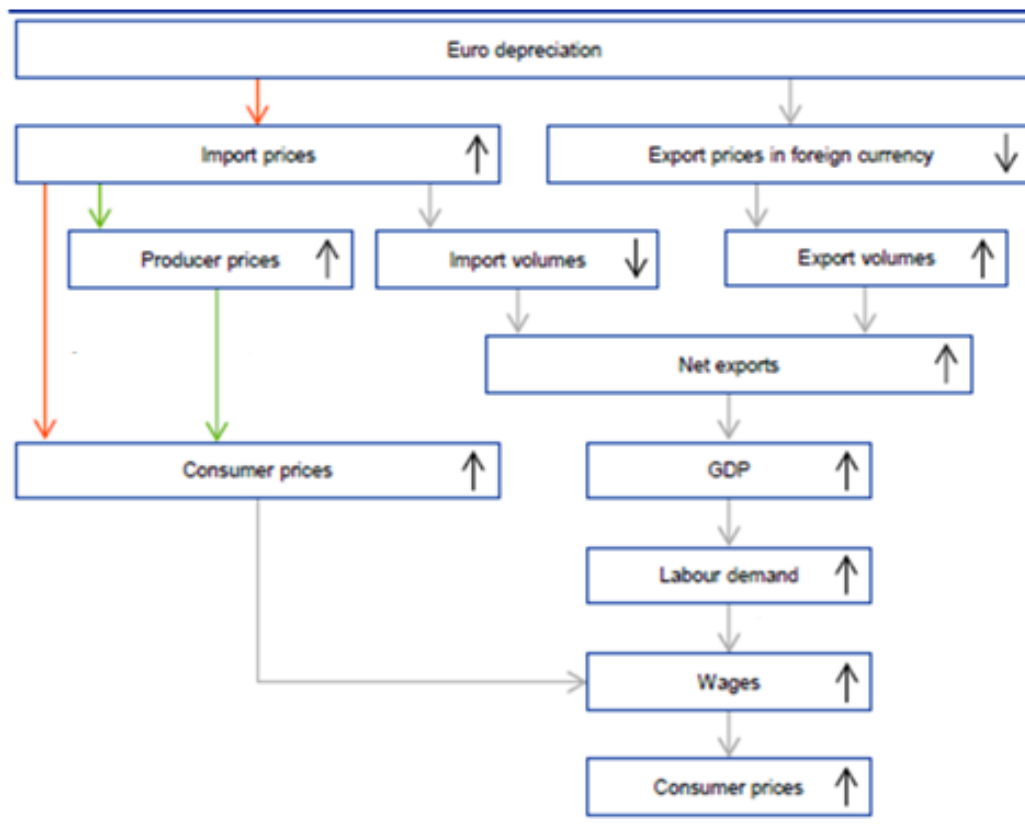 Euro depreciation
Import prices
Export prices in foreign currency
Producer prices
Import volumes
Export volumes
Net exports
Consumer prices
GDP
Labour demand
Wages
Consumer prices